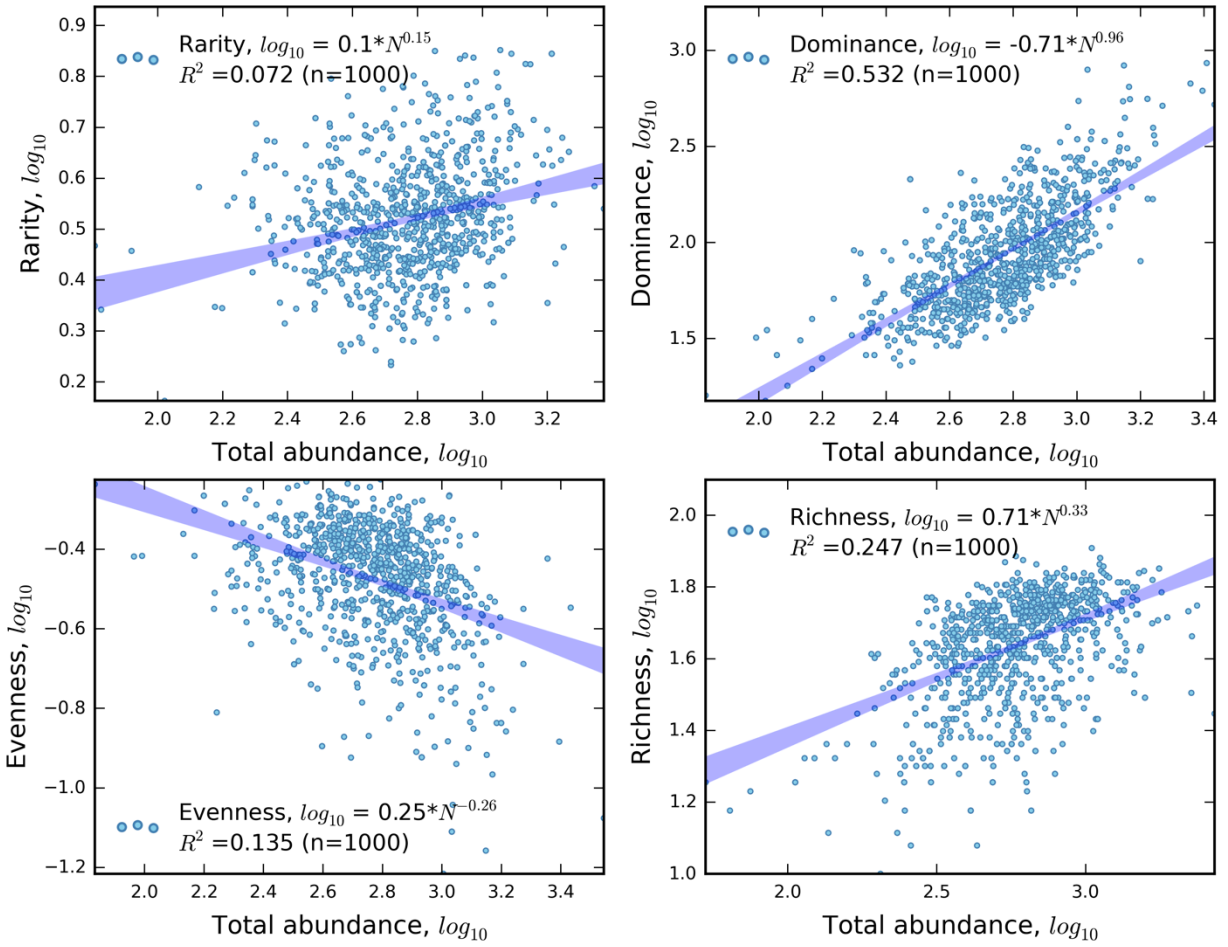 Rarity, log₁₀ = 0.1*N^0.15
R² =0.072 (n=1000)
0.9
0.8
0.7
0.6
0.5
0.4
0.3
0.2
Rarity, log₁₀
2.0 2.2 2.4 2.6 2.8 3.0 3.2
Total abundance, log₁₀
Dominance, log₁₀ = -0.71*N^0.96
R² =0.532 (n=1000)
3.0
2.5
2.0
1.5
Dominance, log₁₀
2.0 2.2 2.4 2.6 2.8 3.0 3.2 3.4
Total abundance, log₁₀
−0.4
−0.6
−0.8
−1.0
−1.2
Evenness, log₁₀
Evenness, log₁₀ = 0.25*N^−0.26
R² =0.135 (n=1000)
2.0 2.2 2.4 2.6 2.8 3.0 3.2 3.4
Total abundance, log₁₀
Richness, log₁₀ = 0.71*N^0.33
R² =0.247 (n=1000)
2.0
1.8
1.6
1.4
1.2
1.0
Richness, log₁₀
2.0 2.5 3.0
Total abundance, log₁₀